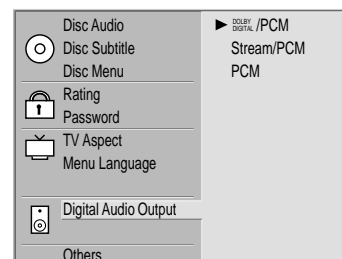 Disc Audio
Disc Subtitle
Disc Menu
Rating
Password
TV Aspect
Menu Language
Digital Audio Output
Others
DOLBY DIGITAL /PCM
Stream/PCM
PCM